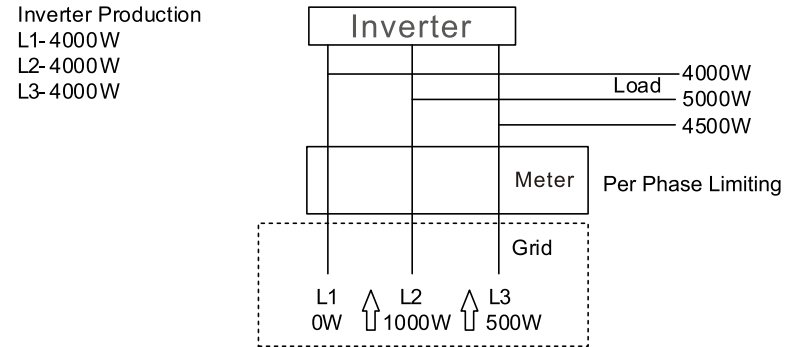 Inverter Production
L1-4000W
L2-4000W
L3-4000W
Inverter
4000W
Load
5000W
4500W
Meter
Per Phase Limiting
Grid
L1 L2 L3
0W 1000W 500W